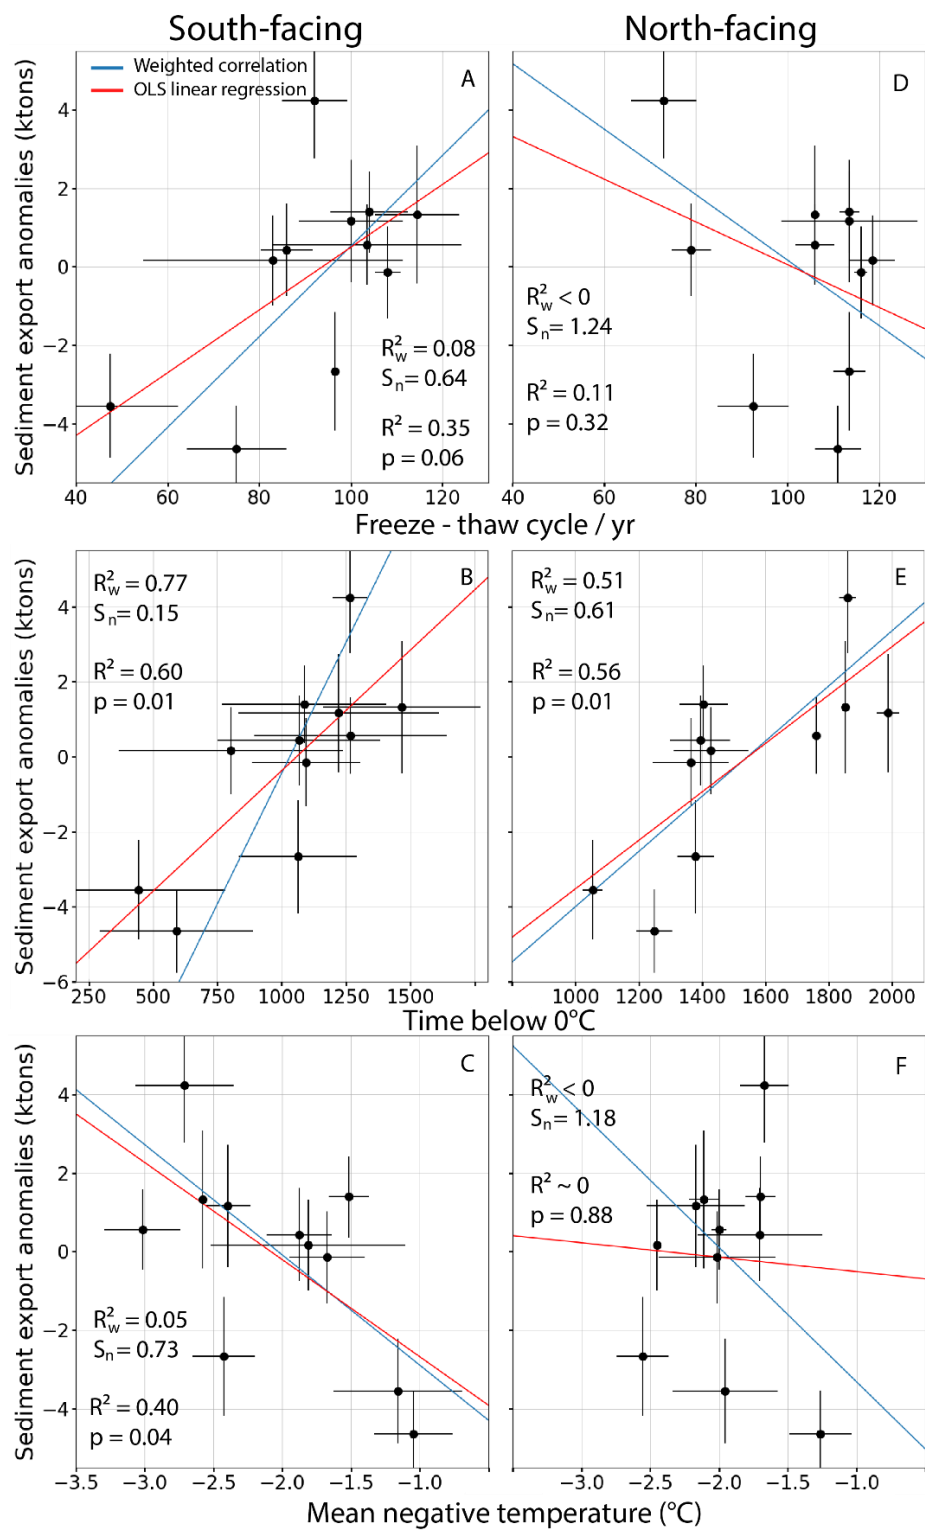 South-facing
North-facing
Weighted correlation
OLS linear regression
A
D
Sediment export anomalies (ktons)
4
2
0
−2
−4
R²w = 0.08
Sn = 0.64
R² = 0.35
p = 0.06
R²w < 0
Sn = 1.24
R² = 0.11
p = 0.32
40 60 80 100 120
40 60 80 100 120
Freeze - thaw cycle / yr
B
E
Sediment export anomalies (ktons)
4
2
0
−2
−4
−6
R²w = 0.77
Sn= 0.15
R² = 0.60
p = 0.01
R²w = 0.51
Sn= 0.61
R² = 0.56
p = 0.01
250 500 750 1000 1250 1500
1000 1200 1400 1600 1800 2000
Time below 0°C
C
F
Sediment export anomalies (ktons)
4
2
0
−2
−4
R²w = 0.05
Sn = 0.73
R² = 0.40
p = 0.04
R²w < 0
Sn = 1.18
R² ~ 0
p = 0.88
−3.5 −3.0 −2.5 −2.0 −1.5 −1.0
−3.0 −2.5 −2.0 −1.5 −1.0
Mean negative temperature (°C)